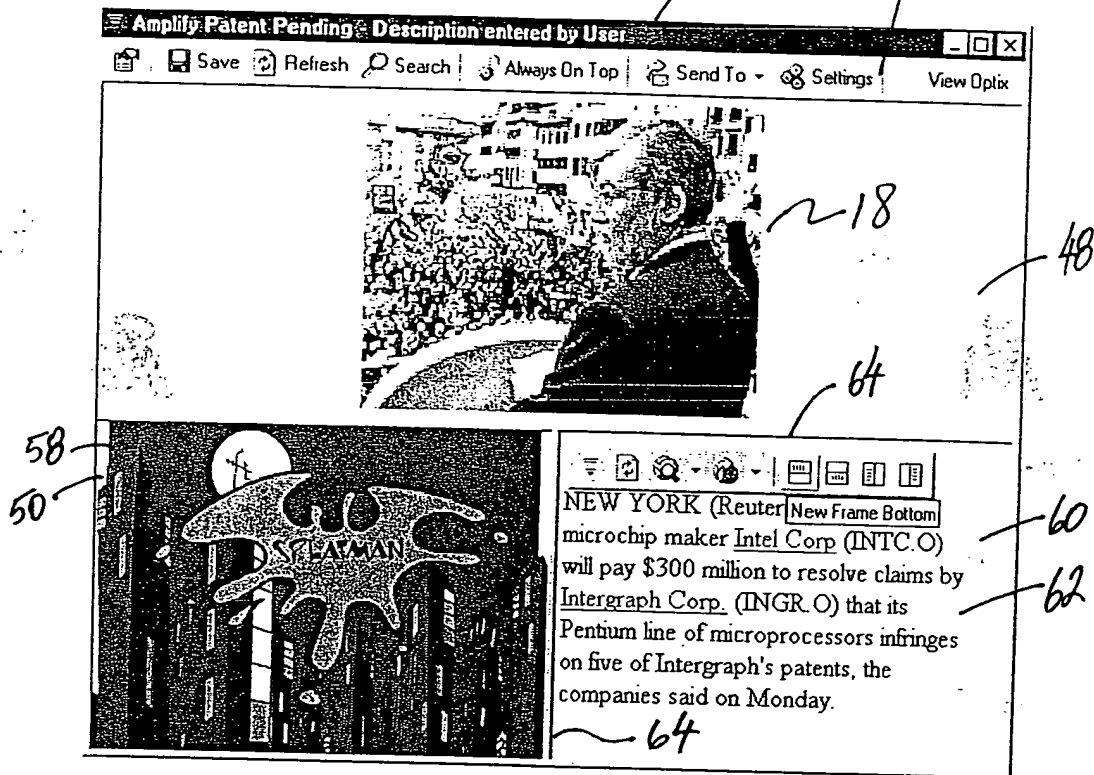 Amplify Patent Pending - Description entered by User
Save Refresh Search Always On Top Send To Settings View Optix
18
48
64
58
50
SPLATMAN
NEW YORK (Reuter New Frame Bottom
microchip maker Intel Corp (INTC.O)
will pay $300 million to resolve claims by
Intergraph Corp. (INGR.O) that its
Pentium line of microprocessors infringes
on five of Intergraph's patents, the
companies said on Monday.
60
62
64